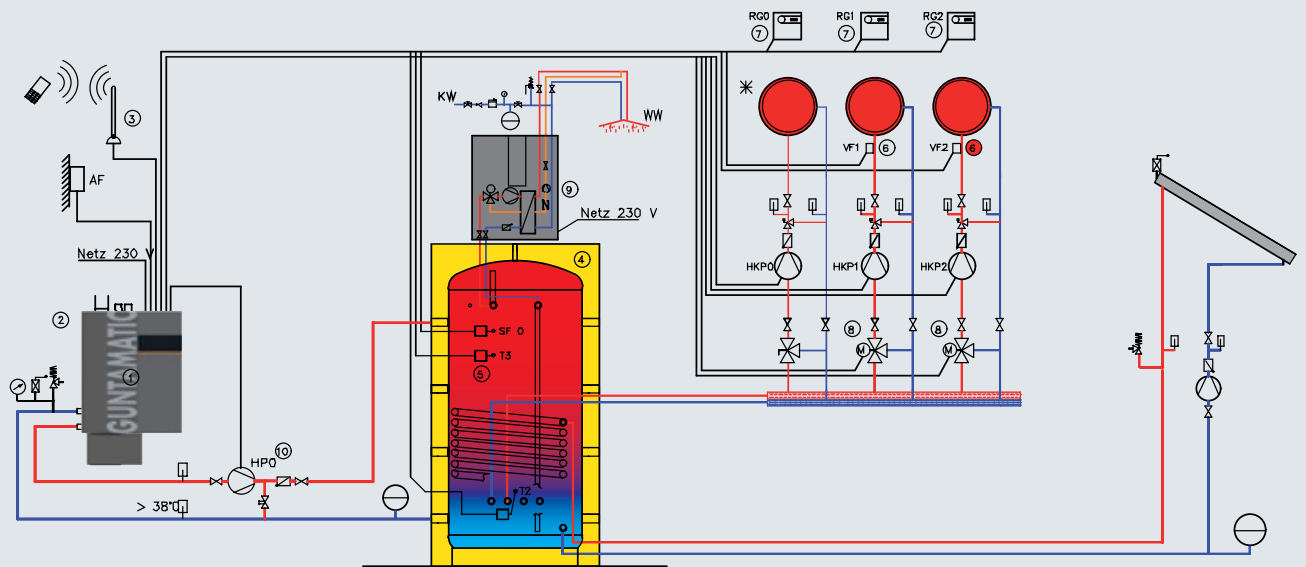 RG0 RG1 RG2
7 7 7
KW
WW
3
VF1 6 VF2 6
AF
9
Netz 230 V
Netz 230 V
4
HKP0 HKP1 HKP2
2
SF 0
8 8
T3
M M
5
1
GUNTAMATIC
N
10
HP0
T2
> 38°C